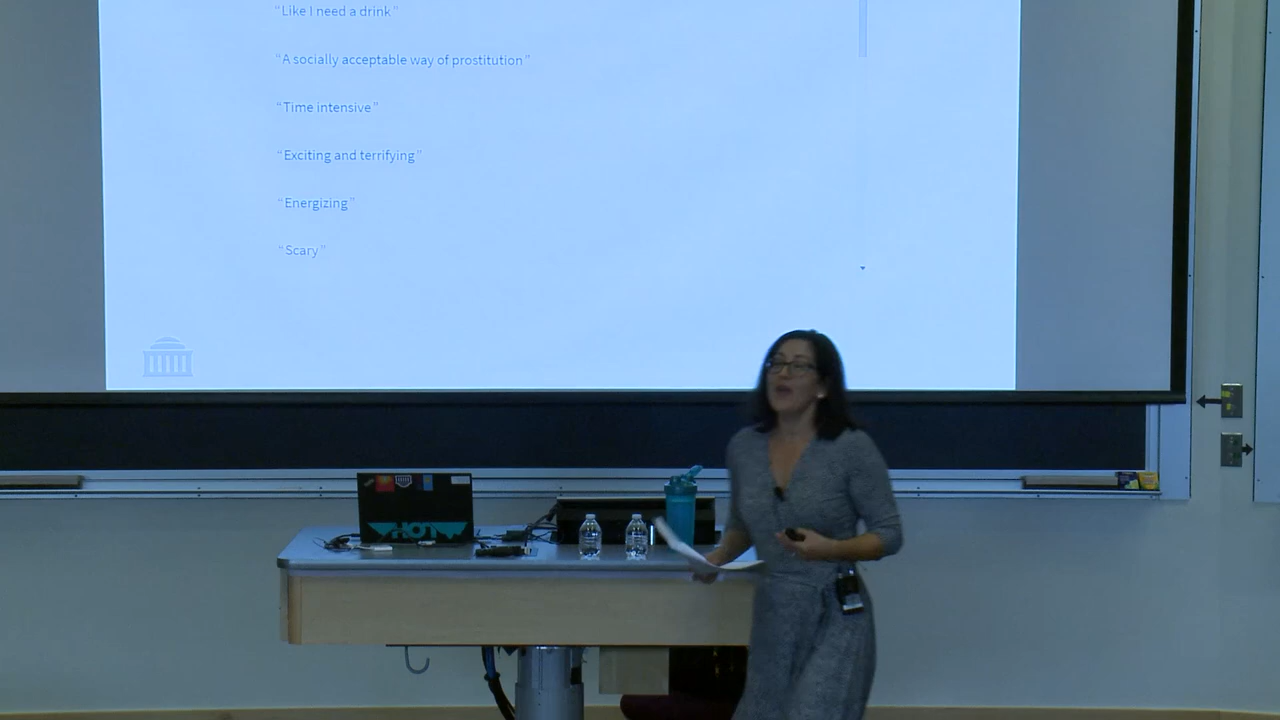 “Like I need a drink”
“A socially acceptable way of prostitution”
“Time intensive”
“Exciting and terrifying”
“Energizing”
“Scary”